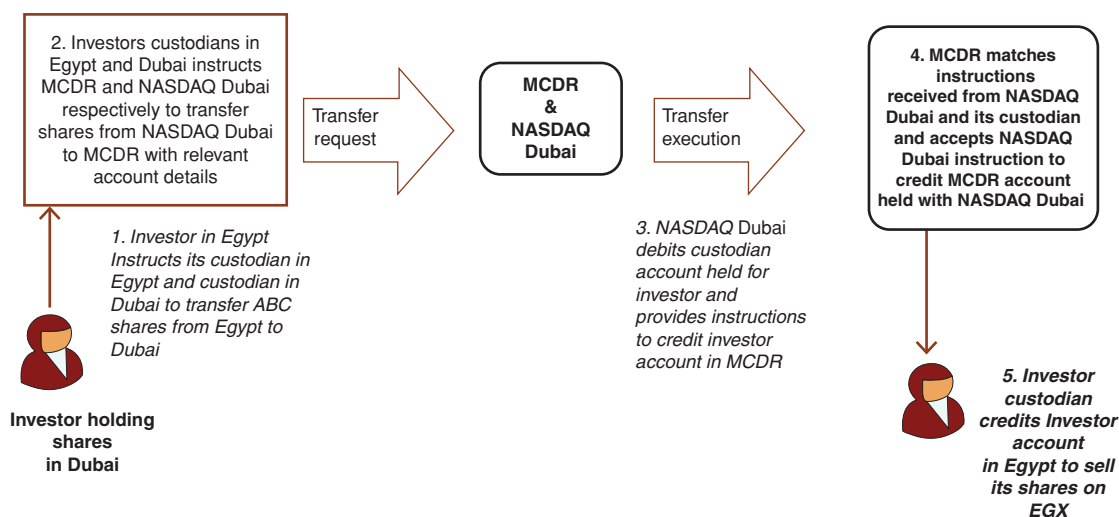 2. Investors custodians in
Egypt and Dubai instructs
MCDR and NASDAQ Dubai
respectively to transfer
shares from NASDAQ Dubai
to MCDR with relevant
account details
Transfer
request
MCDR
&
NASDAQ
Dubai
Transfer
execution
4. MCDR matches
instructions
received from NASDAQ
Dubai and its custodian
and accepts NASDAQ
Dubai instruction to
credit MCDR account
held with NASDAQ Dubai
1. Investor in Egypt
Instructs its custodian in
Egypt and custodian in
Dubai to transfer ABC
shares from Egypt to
Dubai
3. NASDAQ Dubai
debits custodian
account held for
investor and
provides instructions
to credit investor
account in MCDR
Investor holding
shares
in Dubai
5. Investor
custodian
credits Investor
account
in Egypt to sell
its shares on
EGX